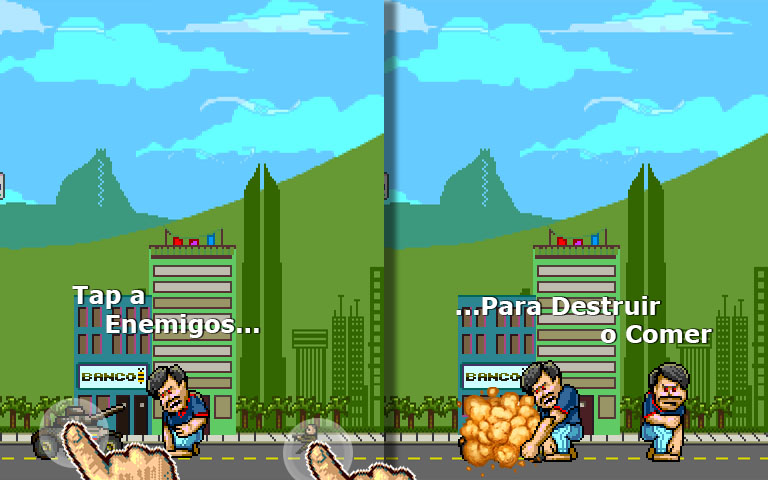 Tap a
Enemigos...
BANCO
...Para Destruir
o Comer
BANCO